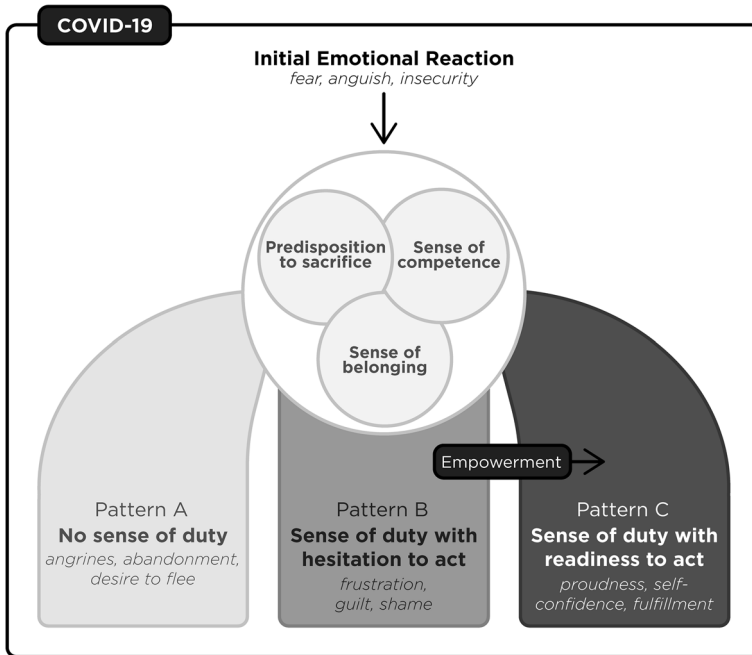 COVID-19
Initial Emotional Reaction
fear, anguish, insecurity
Predisposition
to sacrifice
Sense of
competence
Sense of
belonging
Empowerment
Pattern A
No sense of duty
angrines, abandonment,
desire to flee
Pattern B
Sense of duty with
hesitation to act
frustration,
guilt, shame
Pattern C
Sense of duty with
readiness to act
proudness, self-
confidence, fulfillment